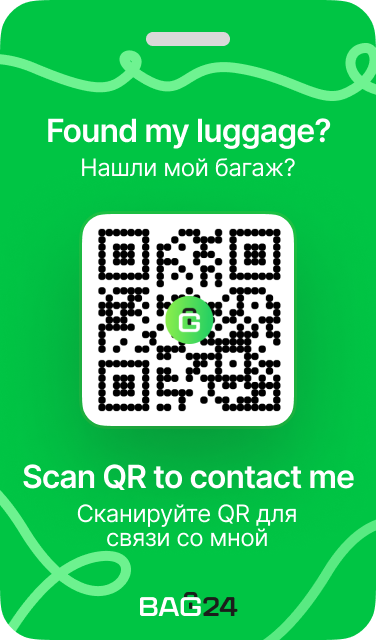 Found my luggage?
Нашли мой багаж?
G
Scan QR to contact me
Сканируйте QR для
связи со мной
BAG24